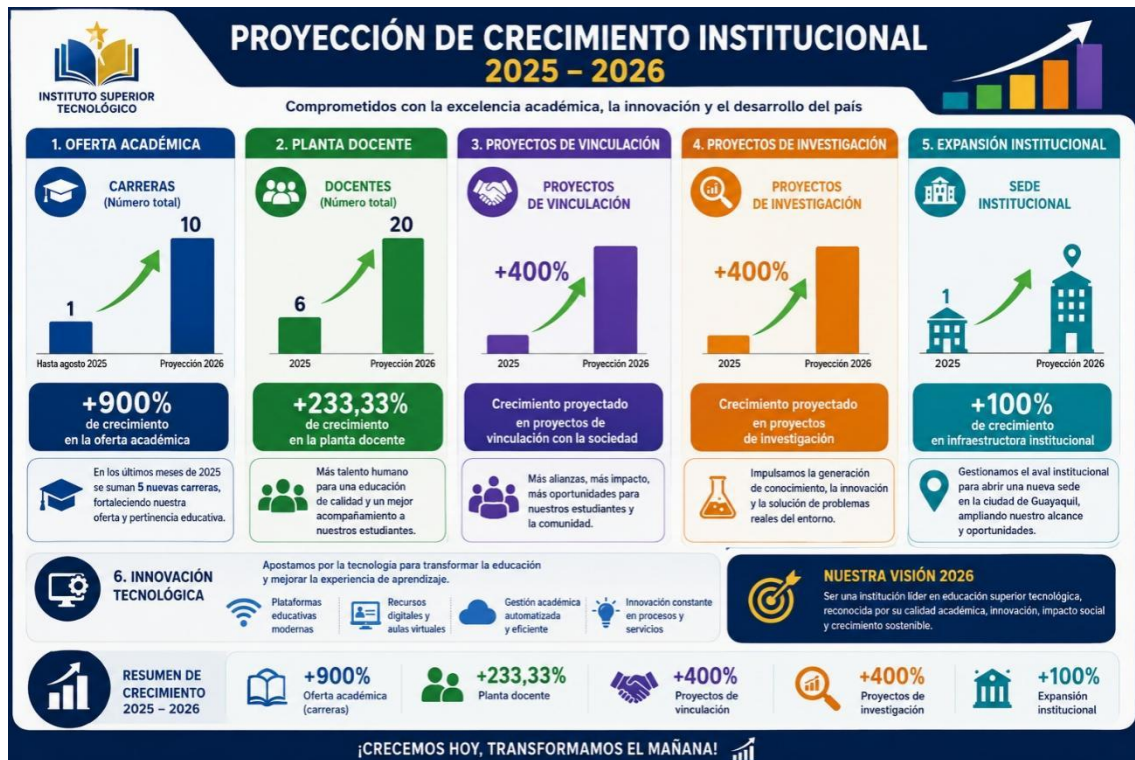 INSTITUTO SUPERIOR
TECNOLÓGICO
PROYECCIÓN DE CRECIMIENTO INSTITUCIONAL
2025 – 2026
Comprometidos con la excelencia académica, la innovación y el desarrollo del país
1. OFERTA ACADÉMICA
CARRERAS
(Número total)
10
1
Hasta agosto 2025
Proyección 2026
+900%
de crecimiento
en la oferta académica
En los últimos meses de 2025
se suman 5 nuevas carreras,
fortaleciendo nuestra
oferta y pertinencia educativa.
2. PLANTA DOCENTE
DOCENTES
(Número total)
20
6
2025
Proyección 2026
+233,33%
de crecimiento
en la planta docente
Más talento humano
para una educación
de calidad y un mejor
acompañamiento a
nuestros estudiantes.
3. PROYECTOS DE VINCULACIÓN
PROYECTOS
DE VINCULACIÓN
+400%
2025
Proyección 2026
Crecimiento proyectado
en proyectos de
vinculación con la sociedad
Más alianzas, más impacto,
más oportunidades para
nuestros estudiantes y
la comunidad.
4. PROYECTOS DE INVESTIGACIÓN
PROYECTOS
DE INVESTIGACIÓN
+400%
2025
Proyección 2026
Crecimiento proyectado
en proyectos
de investigación
Impulsamos la generación
de conocimiento, la innovación
y la solución de problemas
reales del entorno.
5. EXPANSIÓN INSTITUCIONAL
SEDE
INSTITUCIONAL
1
2025
Proyección 2026
+100%
de crecimiento
en infraestructora institucional
Gestionamos el aval institucional
para abrir una nueva sede
en la ciudad de Guayaquil,
ampliando nuestro alcance
y oportunidades.
6. INNOVACIÓN
TECNOLÓGICA
Apostamos por la tecnologia para transformar la educación
y mejorar la experiencia de aprendizaje.
Plataformas
educativas
modernas
Recursos
digitales y
aulas virtuales
Gestión académica
automatizada
y eficiente
Innovación constante
en procesos y
servicios
NUESTRA VISIÓN 2026
Ser una institución líder en educación superior tecnológica,
reconocida por su calidad académica, innovación, impacto social
y crecimiento sostenible.
RESUMEN DE
CRECIMIENTO
2025 – 2026
+900%
Oferta académica
(carreras)
+233,33%
Planta docente
+400%
Proyectos de
vinculación
+400%
Proyectos de
investigación
+100%
Expansión
institucional
¡CRECEMOS HOY, TRANSFORMAMOS EL MAÑANA!